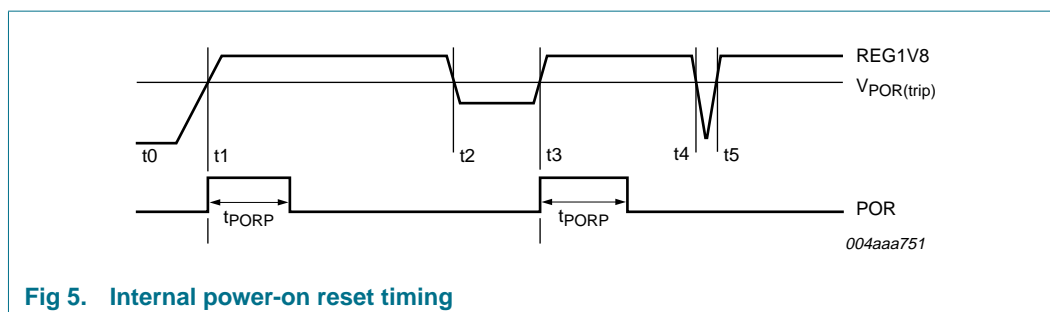 REG1V8
VPOR(trip)
t0
t1
t2
t3
t4
t5
tPORP
tPORP
POR
004aaa751
Fig 5. Internal power-on reset timing